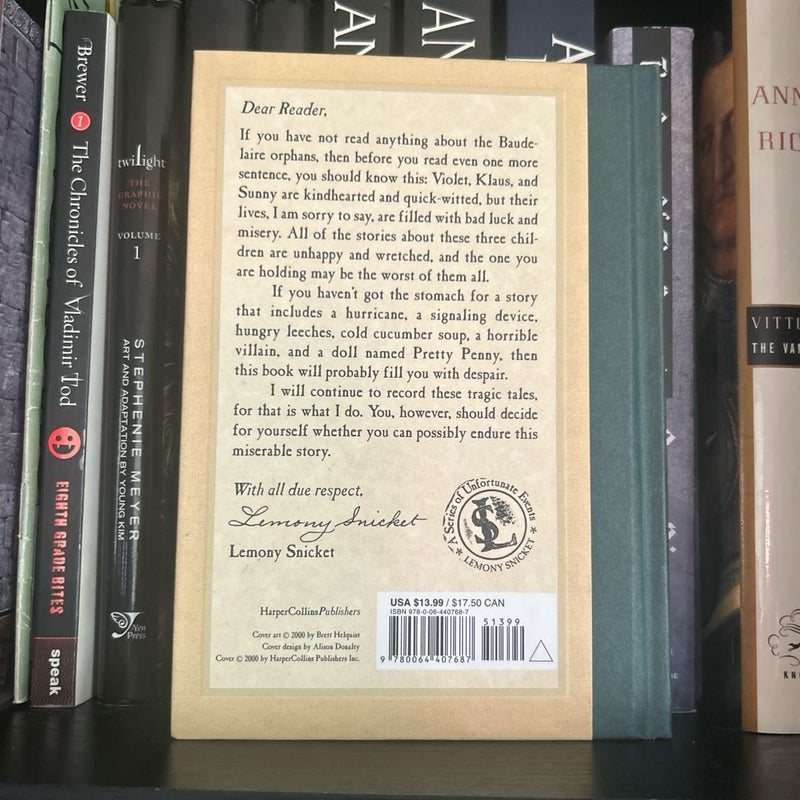 Brewer
1
The Chronicles of Vladimir Tod
EIGHTH GRADE BITES
speak
twilight
THE
GRAPHIC
NOVEL
VOLUME
1
STEPHENIE MEYER
ART AND ADAPTATION BY YOUNG KIM
Yen
Press
AN
AN
A
Dear Reader,
If you have not read anything about the Baude-
laire orphans, then before you read even one more
sentence, you should know this: Violet, Klaus, and
Sunny are kindhearted and quick-witted, but their
lives, I am sorry to say, are filled with bad luck and
misery. All of the stories about these three chil-
dren are unhappy and wretched, and the one you
are holding may be the worst of them all.
If you haven't got the stomach for a story
that includes a hurricane, a signaling device,
hungry leeches, cold cucumber soup, a horrible
villain, and a doll named Pretty Penny, then
this book will probably fill you with despair.
I will continue to record these tragic tales,
for that is what I do. You, however, should decide
for yourself whether you can possibly endure this
miserable story.
With all due respect,
Lemony Snicket
Lemony Snicket
A Series of Unfortunate Events
LS
LEMONY SNICKET
HarperCollinsPublishers
Cover art © 2000 by Brett Helquist
Cover design by Alison Donalty
Cover © 2000 by HarperCollins Publishers Inc.
USA $13.99 / $17.50 CAN
ISBN 978-0-06-440768-7
51399
9 780064 407687
ANN
RIC
VITTO
THE VAM
KN